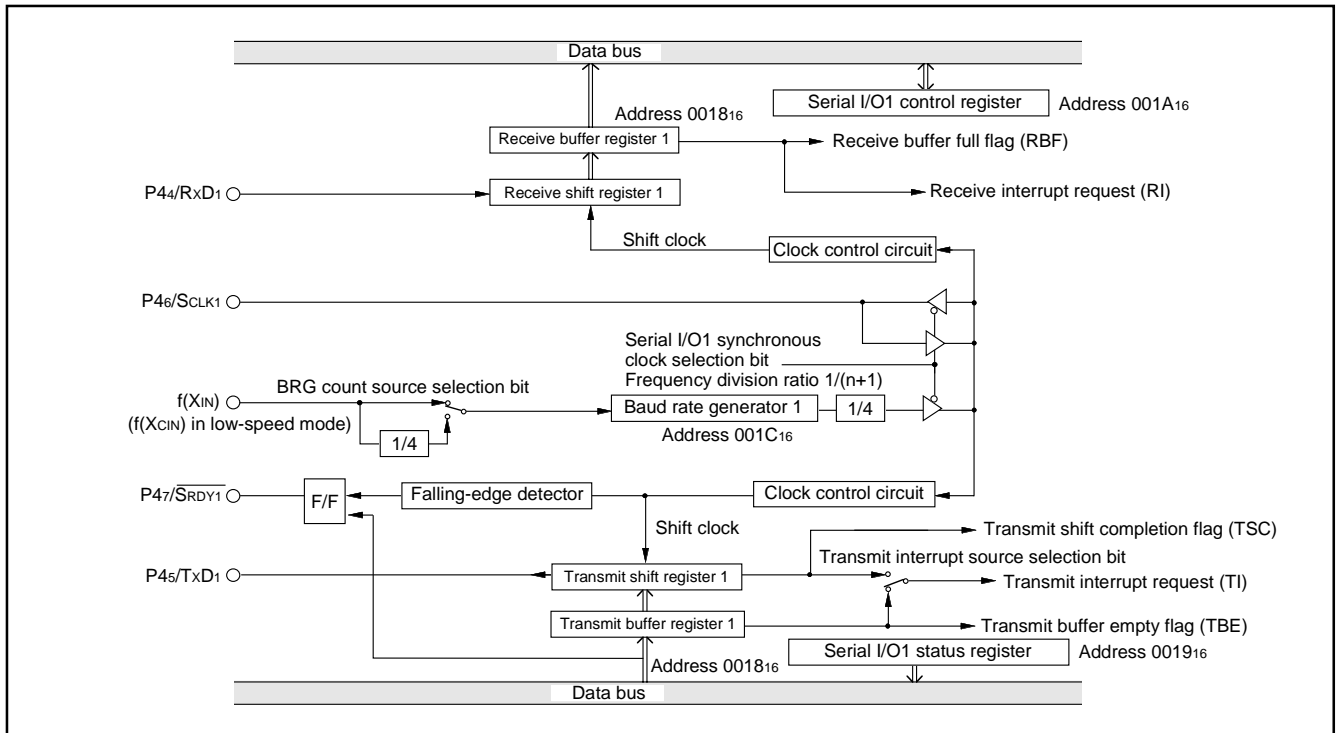 Data bus
Serial I/O1 control register
Address 001A16
Address 001816
Receive buffer register 1
Receive buffer full flag (RBF)
P44/RXD1
Receive shift register 1
Receive interrupt request (RI)
Shift clock
Clock control circuit
P46/SCLK1
Serial I/O1 synchronous
clock selection bit
Frequency division ratio 1/(n+1)
BRG count source selection bit
f(XIN)
(f(XCIN) in low-speed mode)
Baud rate generator 1
1/4
1/4
Address 001C16
P47/SRDY1
F/F
Falling-edge detector
Clock control circuit
Shift clock
Transmit shift completion flag (TSC)
Transmit interrupt source selection bit
P45/TXD1
Transmit shift register 1
Transmit interrupt request (TI)
Transmit buffer register 1
Transmit buffer empty flag (TBE)
Address 001816
Serial I/O1 status register
Address 001916
Data bus